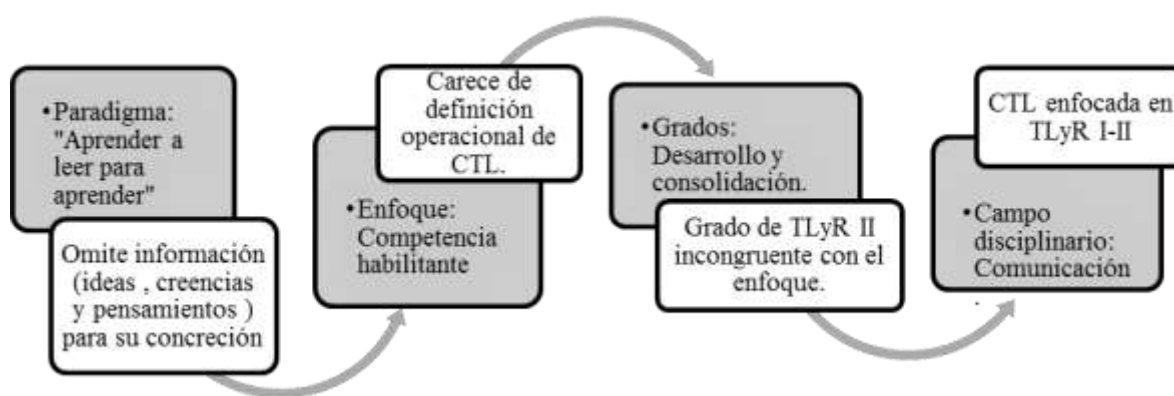 •Paradigma:
"Aprender a
leer para
aprender"
Omite información
(ideas , creencias
y pensamientos )
para su concreción
Carece de
definición
operacional de
CTL.
•Enfoque:
Competencia
habilitante
•Grados:
Desarrollo y
consolidación.
Grado de TLyR II
incongruente con el
enfoque.
CTL enfocada en
TLyR I-II
•Campo
disciplinario:
Comunicación
.